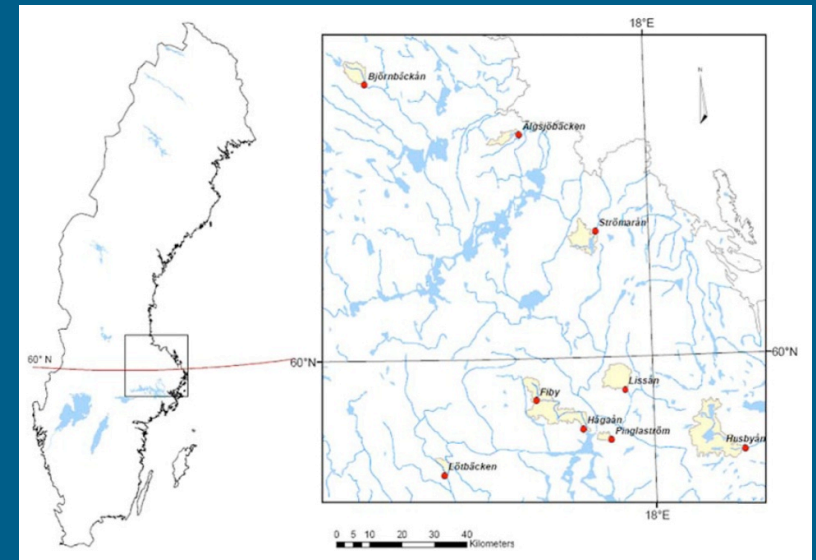 18°E
N
Björnbäckån
Älgsjöbäcken
Strömarån
60° N
60°N
60°N
Lissån
Fiby
Hågaån
Pinglaström
Husbyån
Lötbäcken
18°E
0 5 10 20 30 40
Kilometers